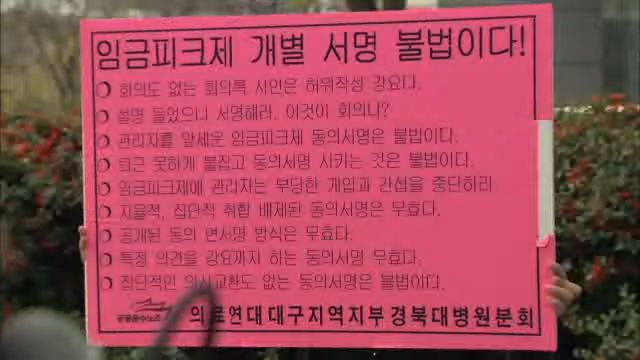 임금피크제 개별 서명 불법이다!
회의도 없는 회의록 사인은 허위작성 강요다.
설명 들었으니 서명해라. 이것이 회의냐?
관리자를 앞세운 임금피크제 동의서명은 불법이다.
퇴근 못하게 붙잡고 동의서명 시키는 것은 불법이다.
임금피크제에 관리자는 부당한 개입과 간섭을 중단하라
자율적, 집단적 취합 배제된 동의서명은 무효다.
공개된 동의 연서명 방식은 무효다.
특정 의견을 강요까지 하는 동의서명 무효다.
집단적인 의사교환도 없는 동의서명은 불법이다.
공공운수노조 의료연대대구지역지부경북대병원분회